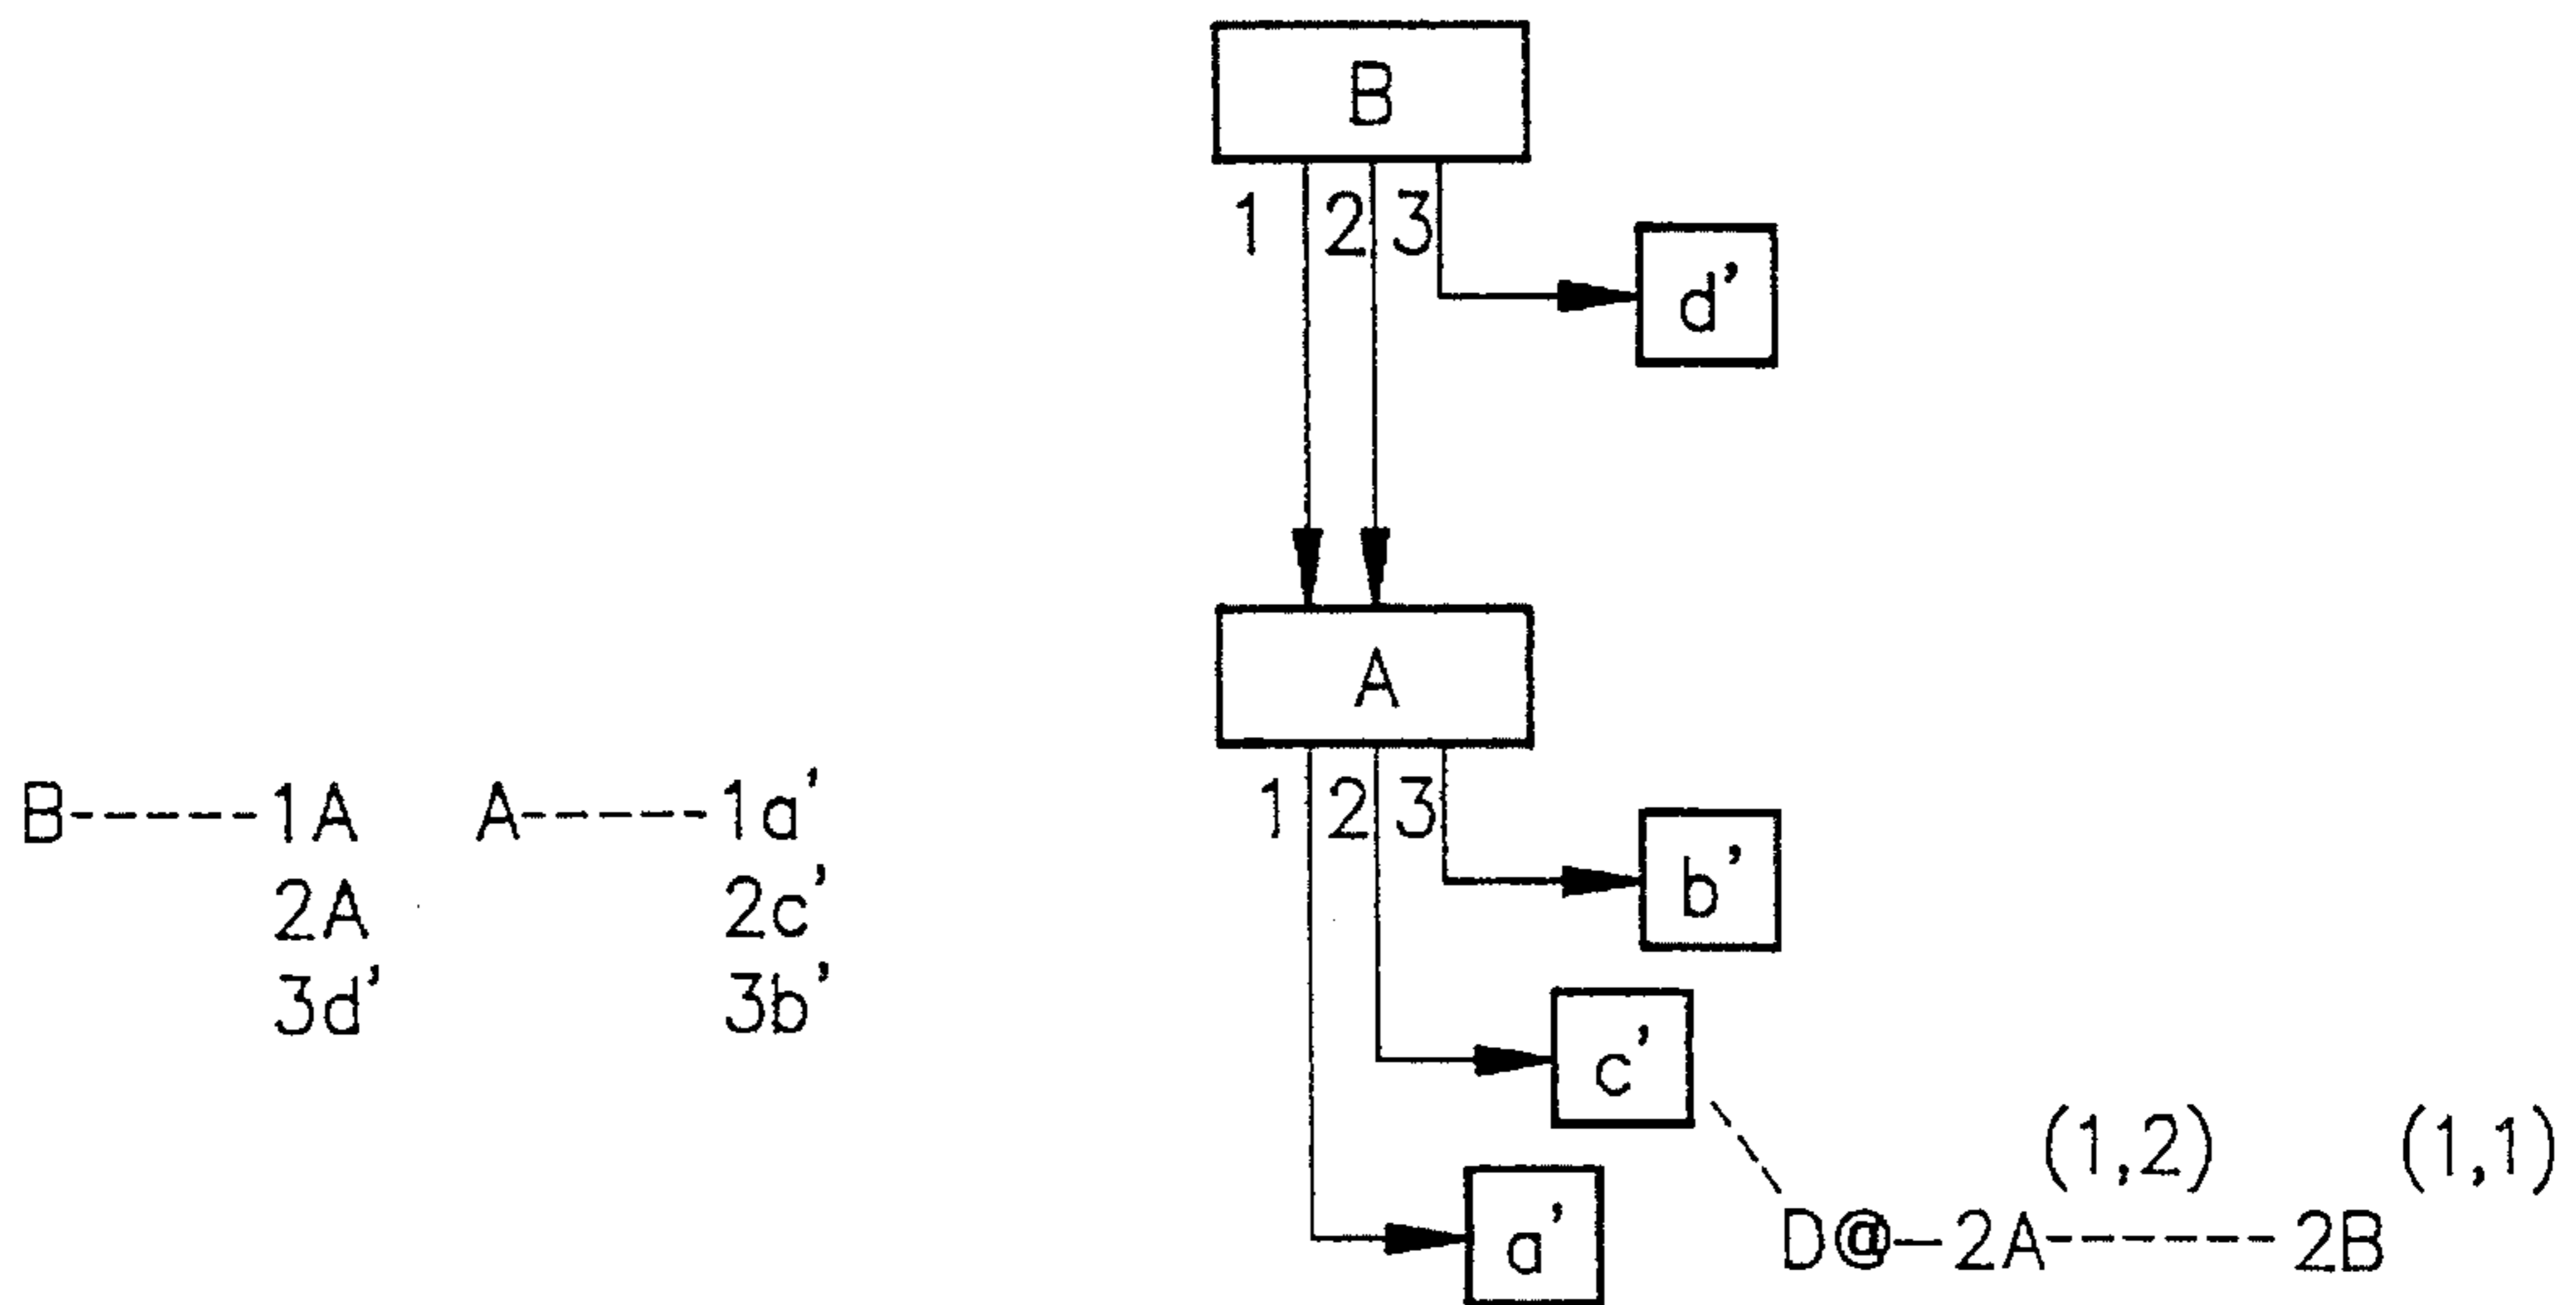 B
1 2 3
d'
A
B------1A A------1a'
1 2 3
2A 2c'
b'
3d' 3b'
c'
(1,2) (1,1)
a'
D@-2A-------2B